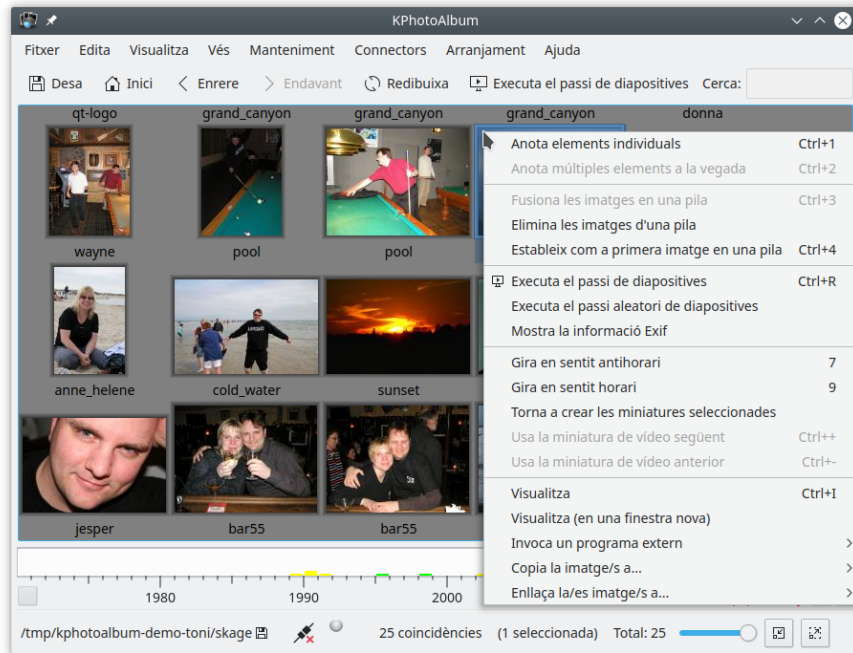 KPhotoAlbum
Fitxer Edita Visualitza Vés Manteniment Connectors Arranjament Ajuda
Desa Inici Enrere Endavant Redibuixa Executa el passi de diapositives Cerca:
qt-logo grand_canyon grand_canyon grand_canyon donna
Anota elements individuals Ctrl+1
Anota múltiples elements a la vegada Ctrl+2
Fusiona les imatges en una pila Ctrl+3
Elimina les imatges d'una pila
wayne pool pool
Estableix com a primera imatge en una pila Ctrl+4
Executa el passi de diapositives Ctrl+R
Executa el passi aleatori de diapositives
Mostra la informació Exif
Gira en sentit antihorari 7
Gira en sentit horari 9
anne_helene cold_water sunset
Torna a crear les miniatures seleccionades
Usa la miniatura de vídeo següent Ctrl++
Usa la miniatura de vídeo anterior Ctrl+-
Visualitza Ctrl+I
Visualitza (en una finestra nova)
jesper bar55 bar55
Invoca un programa extern
Copia la imatge/s a...
Enllaça la/es imatge/s a...
1980 1990 2000
/tmp/kphotoalbum-demo-toni/skage 25 coincidències (1 seleccionada) Total: 25